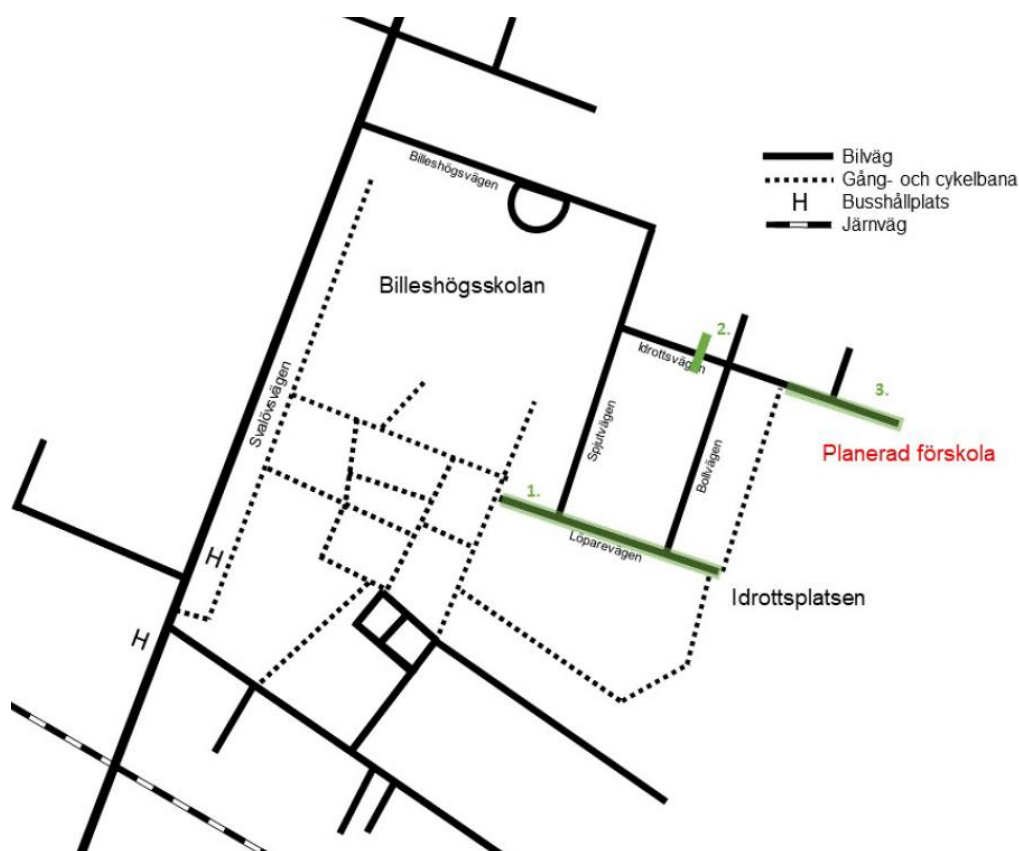 Billeshögsvägen
Bilväg
Gång- och cykelbana
H Busshållplats
Järnväg
Billeshögsskolan
2.
Idrottsvägen
3.
Svalövsvägen
Spjutvägen
Bollvägen
Planerad förskola
1.
Löparevägen
H
Idrottsplatsen
H